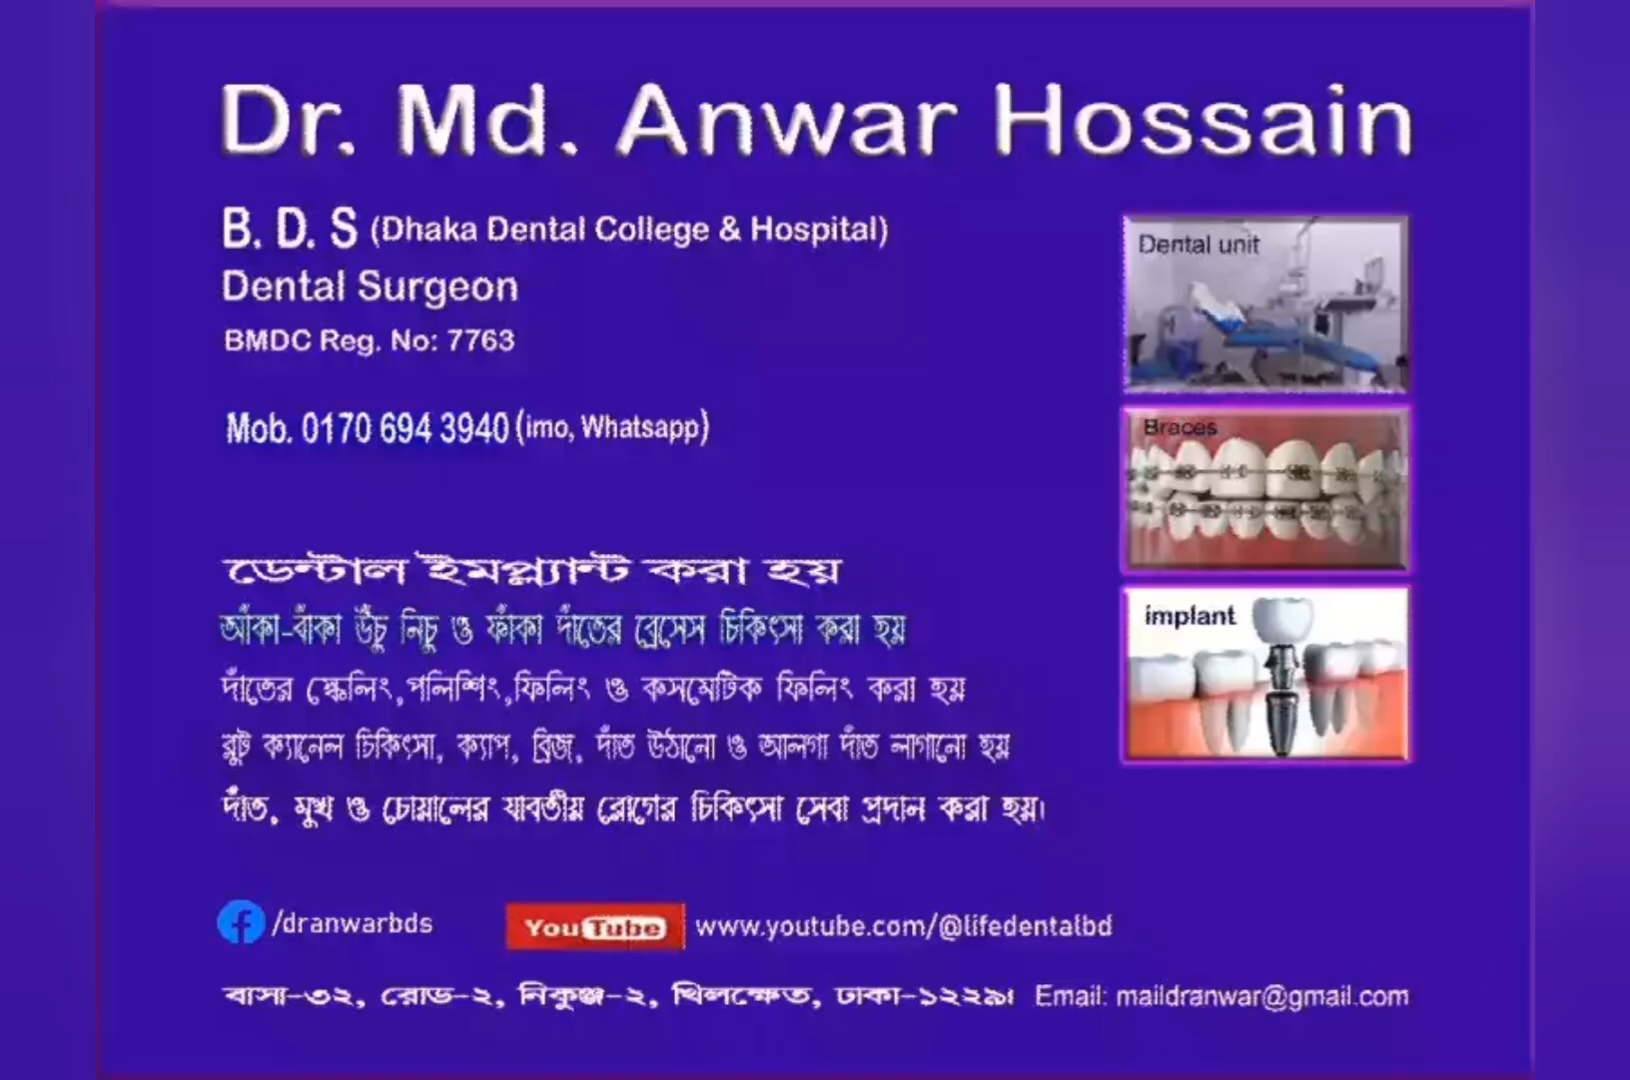 Dr. Md. Anwar Hossain
B. D. S (Dhaka Dental College & Hospital)
Dental Surgeon
BMDC Reg. No: 7763
Mob. 0170 694 3940 (imo, Whatsapp)
Dental unit
Braces
implant
ডেন্টাল ইমপ্ল্যান্ট করা হয়
আঁকা-বাঁকা উঁচু নিচু ও ফাঁকা দাঁতের ব্রেসেস চিকিৎসা করা হয়
দাঁতের স্কেলিং,পলিশিং,ফিলিং ও কসমেটিক ফিলিং করা হয়
রুট ক্যানেল চিকিৎসা, ক্যাপ, ব্রিজ, দাঁত উঠানো ও আলগা দাঁত লাগানো হয়
দাঁত, মুখ ও চোয়ালের যাবতীয় রোগের চিকিৎসা সেবা প্রদান করা হয়।
/dranwarbds
YouTube www.youtube.com/@lifedentalbd
বাসা-৩২, রোড-২, নিকুঞ্জ-২, খিলক্ষেত, ঢাকা-১২২৯। Email: maildranwar@gmail.com